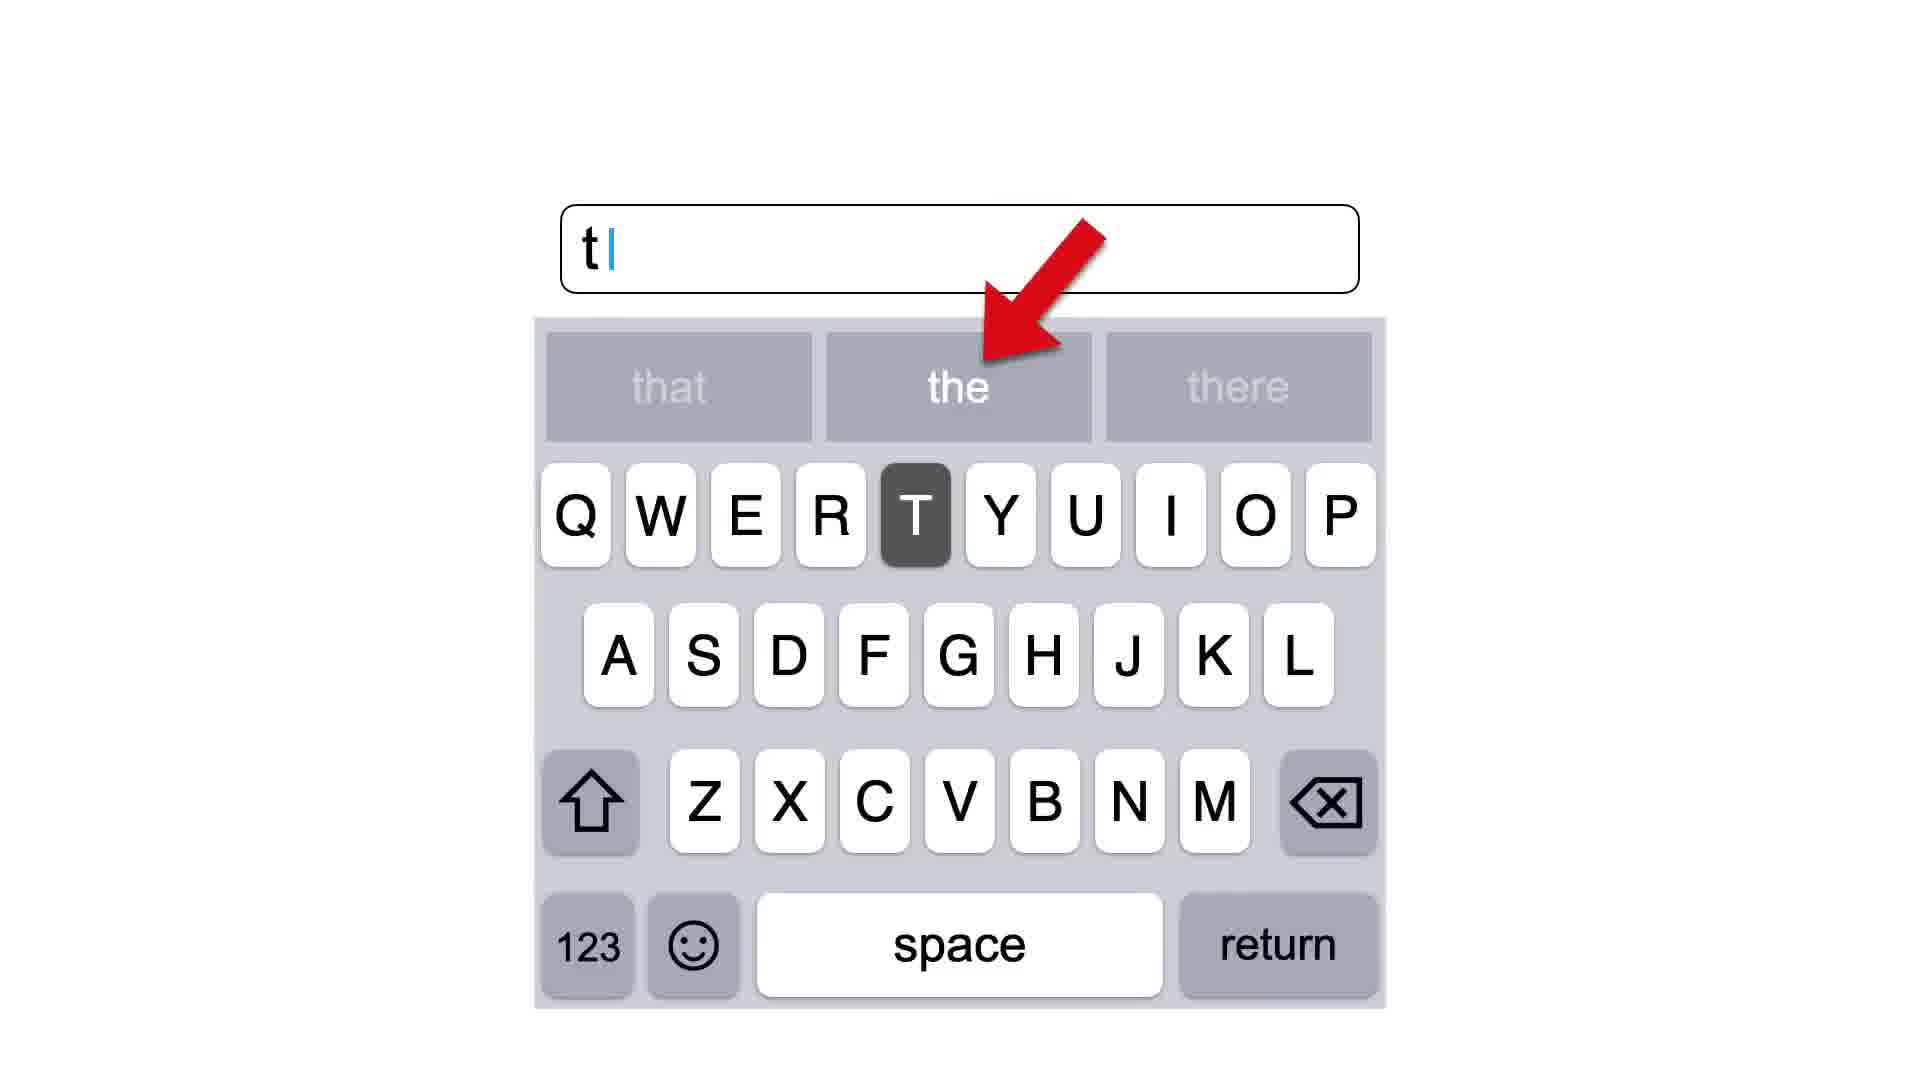 t
that the there
Q W E R T Y U I O P
A S D F G H J K L
Z X C V B N M
123 space return